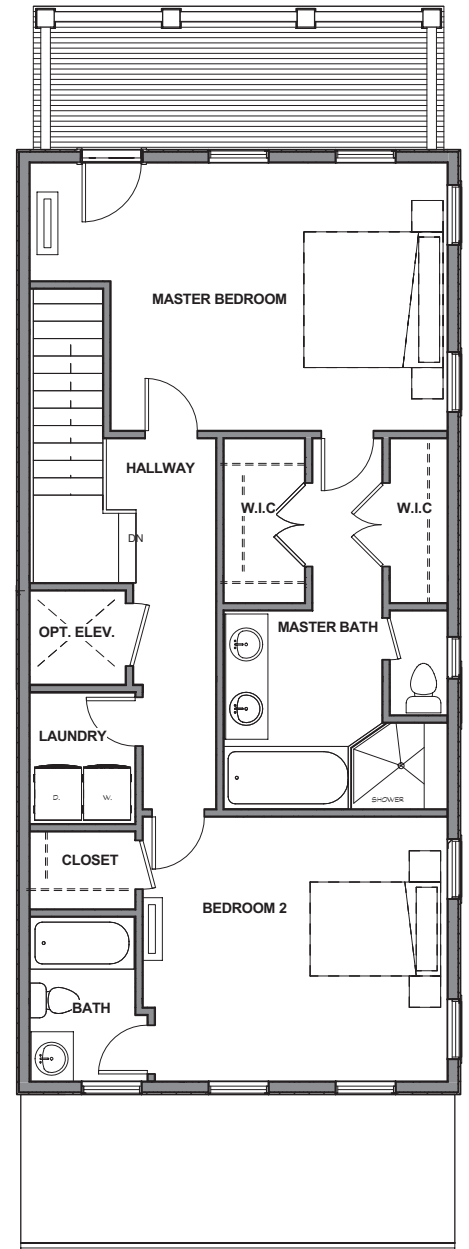 MASTER BEDROOM
HALLWAY
W.I.C
W.I.C
DN
OPT. ELEV.
MASTER BATH
LAUNDRY
D.
W.
SHOWER
CLOSET
BEDROOM 2
BATH